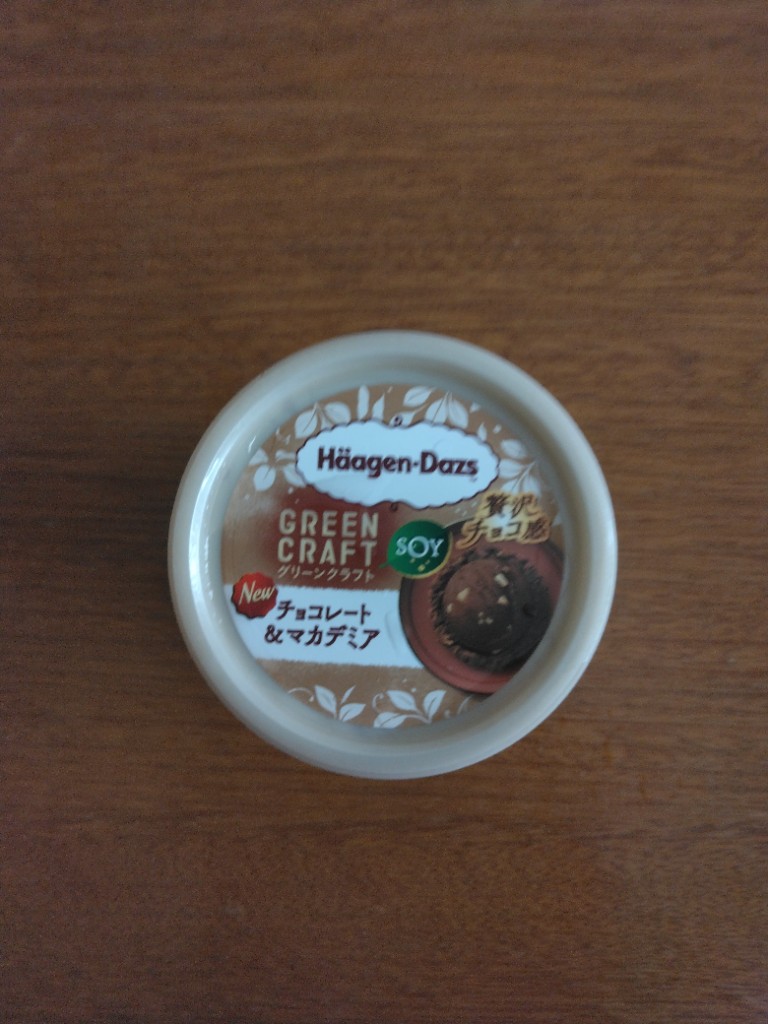 Häagen-Dazs
贅沢
チョコ感
GREEN
CRAFT
SOY
グリーンクラフト
New
チョコレート
&マカデミア